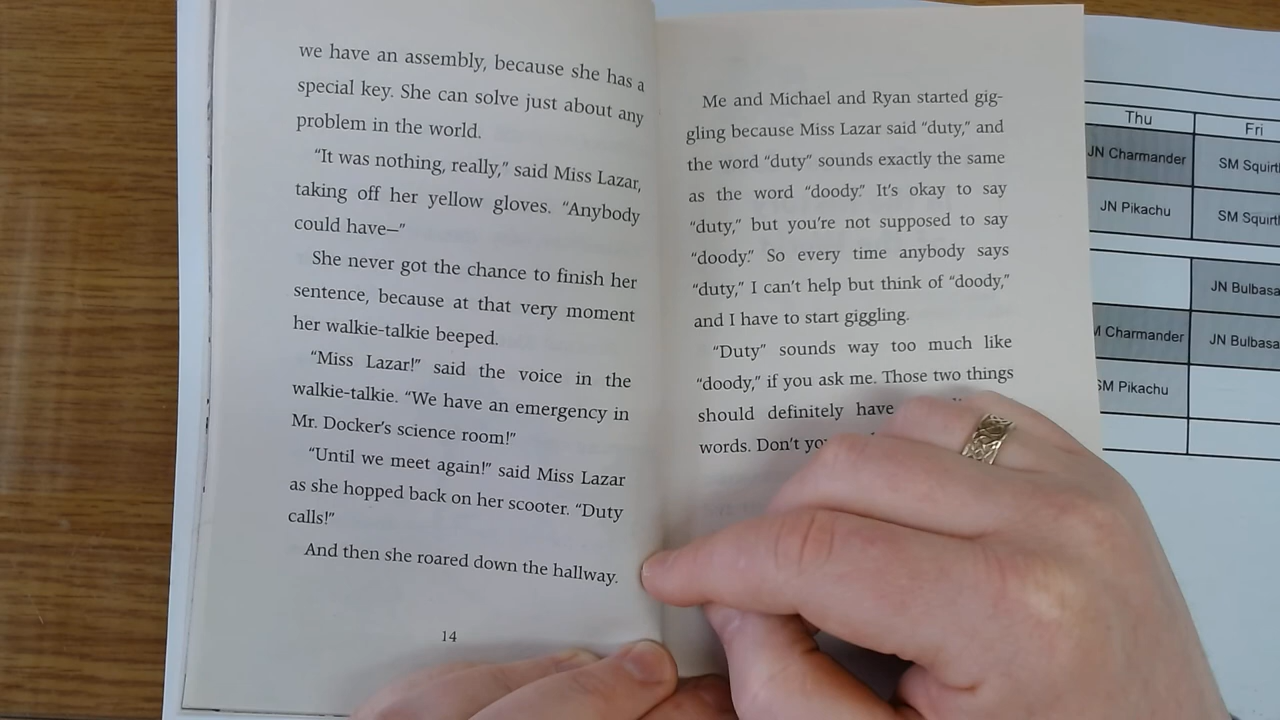 we have an assembly, because she has a
special key. She can solve just about any
problem in the world.
“It was nothing, really,” said Miss Lazar,
taking off her yellow gloves. “Anybody
could have—”
She never got the chance to finish her
sentence, because at that very moment
her walkie-talkie beeped.
“Miss Lazar!” said the voice in the
walkie-talkie. “We have an emergency in
Mr. Docker’s science room!”
“Until we meet again!” said Miss Lazar
as she hopped back on her scooter. “Duty
calls!”
And then she roared down the hallway.
14
Me and Michael and Ryan started gig-
gling because Miss Lazar said “duty,” and
the word “duty” sounds exactly the same
as the word “doody.” It’s okay to say
“duty,” but you’re not supposed to say
“doody.” So every time anybody says
“duty,” I can’t help but think of “doody,”
and I have to start giggling.
“Duty” sounds way too much like
“doody,” if you ask me. Those two things
should definitely have
words. Don’t
Thu
Fri
JN Charmander
SM
JN Pikachu
SM
JN
Charmander
JN
SM Pikachu